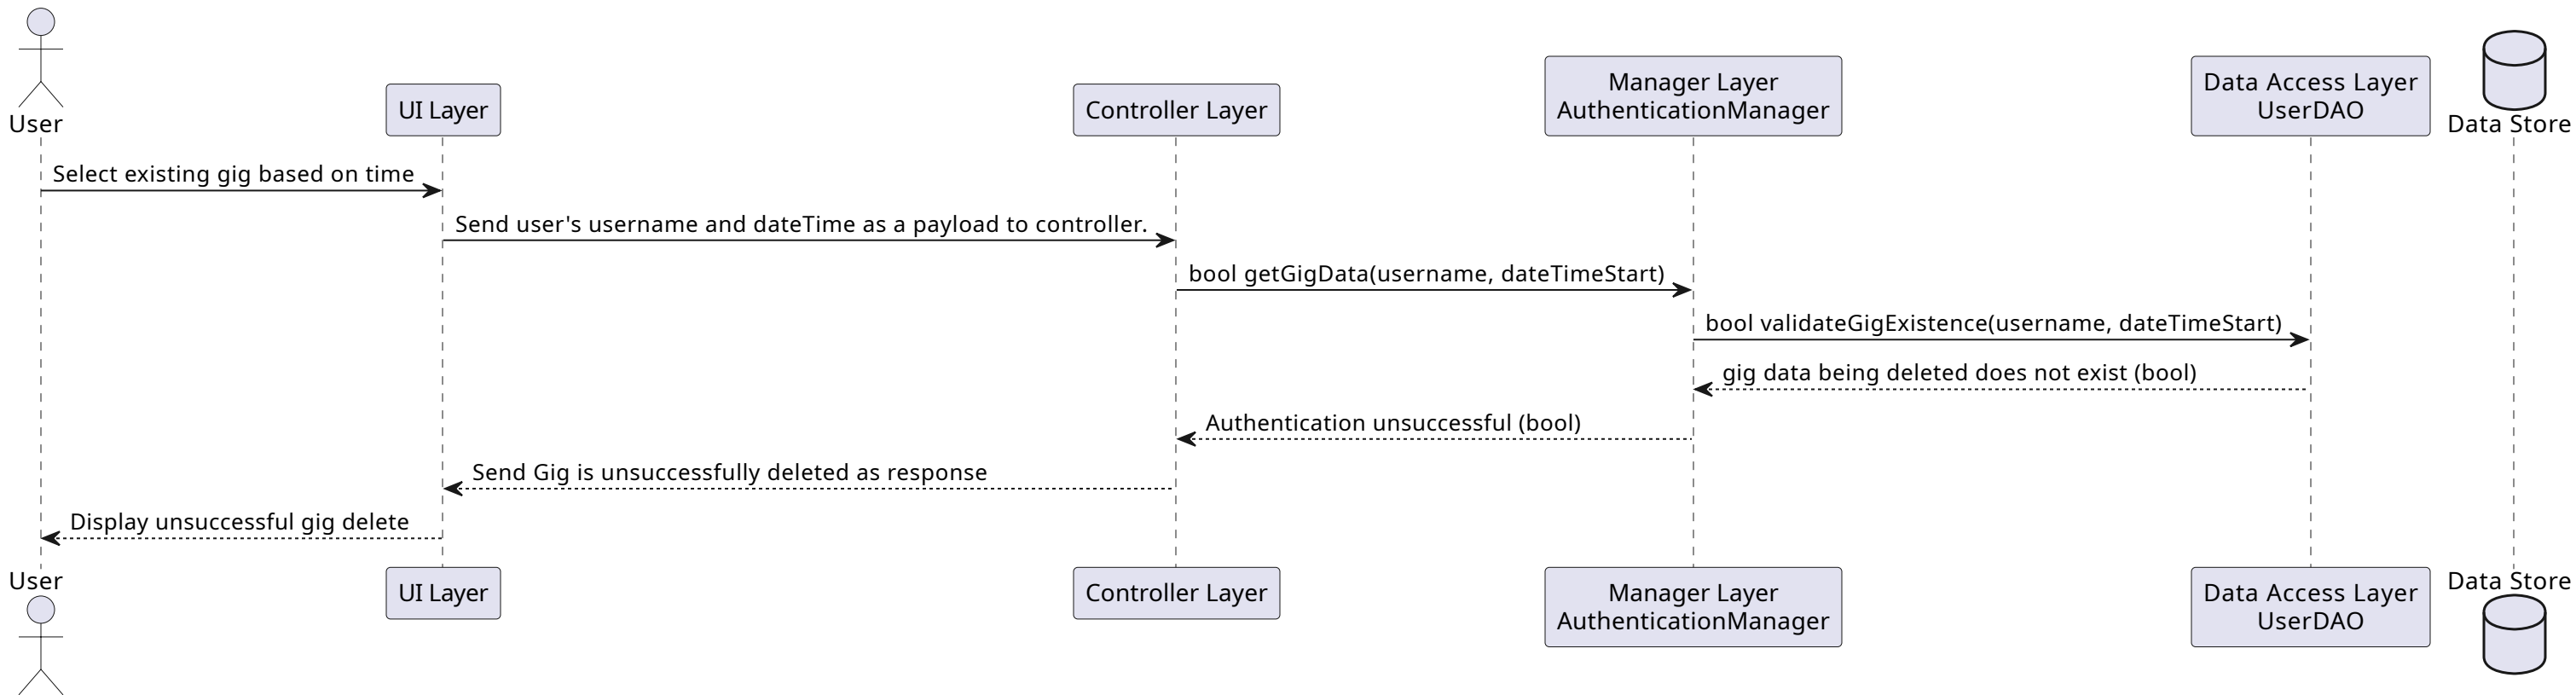 User
UI Layer
Controller Layer
Manager Layer
AuthenticationManager
Data Access Layer
UserDAO
Data Store
Select existing gig based on time
Send user's username and dateTime as a payload to controller.
bool getGigData(username, dateTimeStart)
bool validateGigExistence(username, dateTimeStart)
gig data being deleted does not exist (bool)
Authentication unsuccessful (bool)
Send Gig is unsuccessfully deleted as response
Display unsuccessful gig delete
User
UI Layer
Controller Layer
Manager Layer
AuthenticationManager
Data Access Layer
UserDAO
Data Store